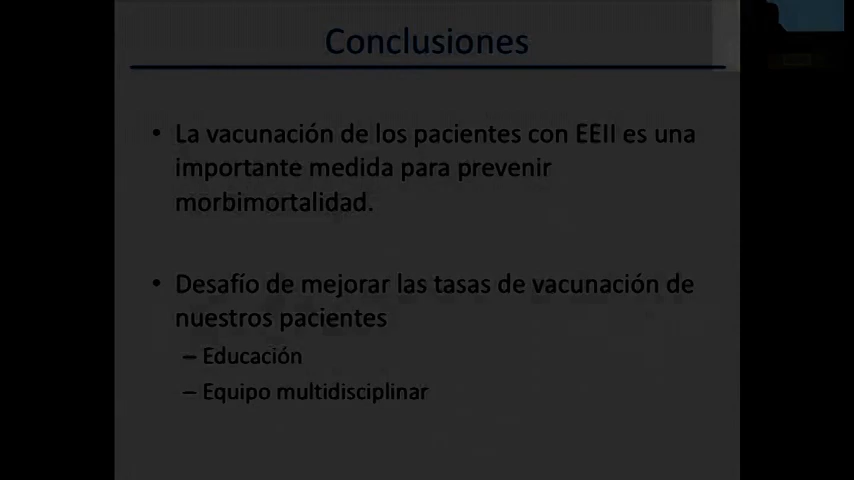 Conclusiones
• La vacunación de los pacientes con EEII es una
importante medida para prevenir
morbimortalidad.
• Desafío de mejorar las tasas de vacunación de
nuestros pacientes
– Educación
– Equipo multidisciplinar